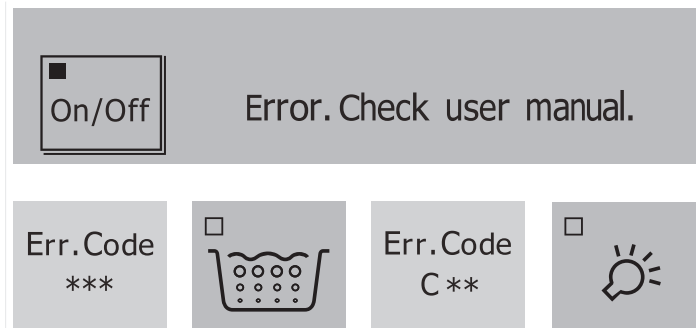 On/Off
Error. Check user manual.
Err.Code
***
Err.Code
C **